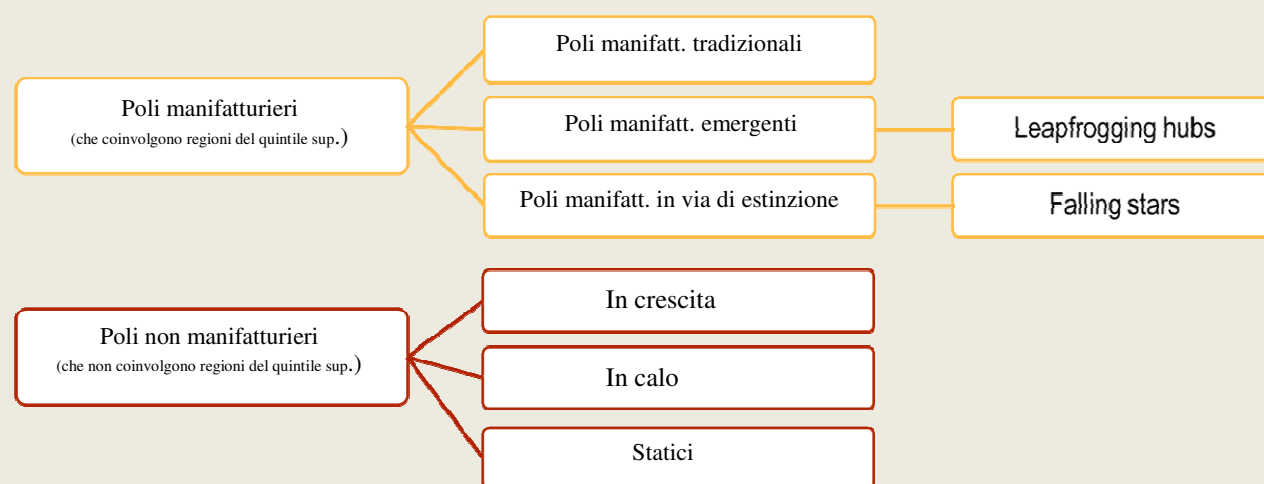 Poli manifatturieri
(che coinvolgono regioni del quintile sup.)
Poli manifatt. tradizionali
Poli manifatt. emergenti
Leapfrogging hubs
Poli manifatt. in via di estinzione
Falling stars
Poli non manifatturieri
(che non coinvolgono regioni del quintile sup.)
In crescita
In calo
Statici